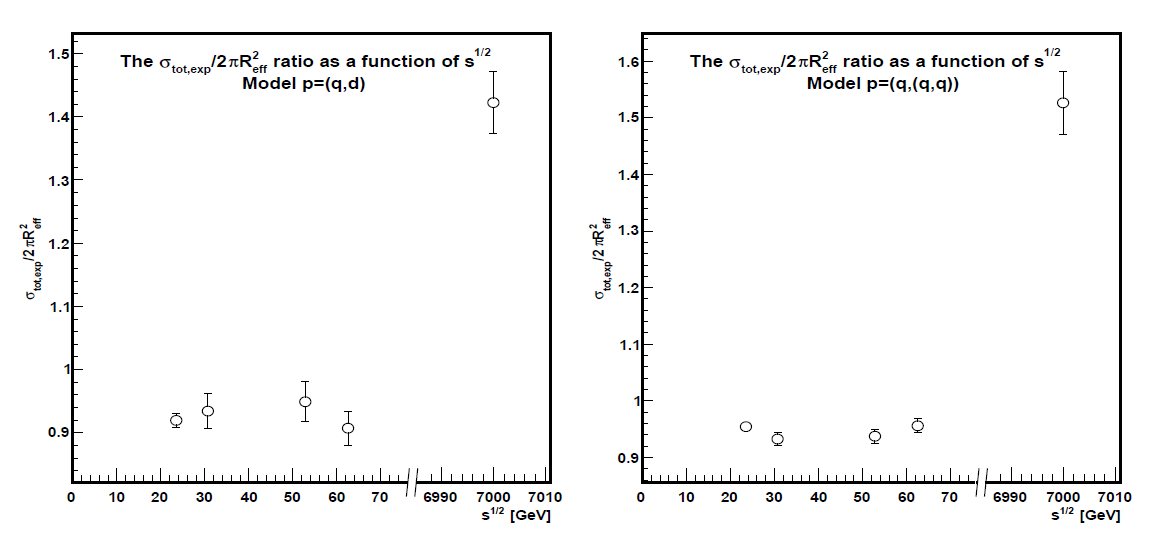 The σtot,exp/2πR²eff ratio as a function of s1/2
Model p=(q,d)
σtot,exp/2πR²eff
1.5
1.4
1.3
1.2
1.1
1
0.9
0 10 20 30 40 50 60 70 6990 7000 7010
s1/2 [GeV]
The σtot,exp/2πR²eff ratio as a function of s1/2
Model p=(q,(q,q))
σtot,exp/2πR²eff
1.6
1.5
1.4
1.3
1.2
1.1
1
0.9
0 10 20 30 40 50 60 70 6990 7000 7010
s1/2 [GeV]